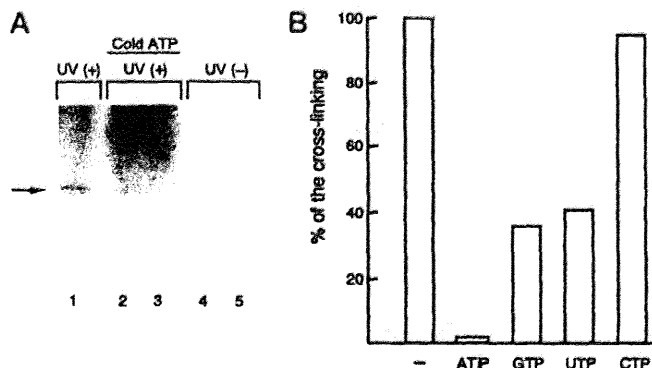 A
Cold ATP
UV (+) UV (+) UV (–)
1 2 3 4 5
B
% of the cross-linking
100
80
60
40
20
– ATP GTP UTP CTP